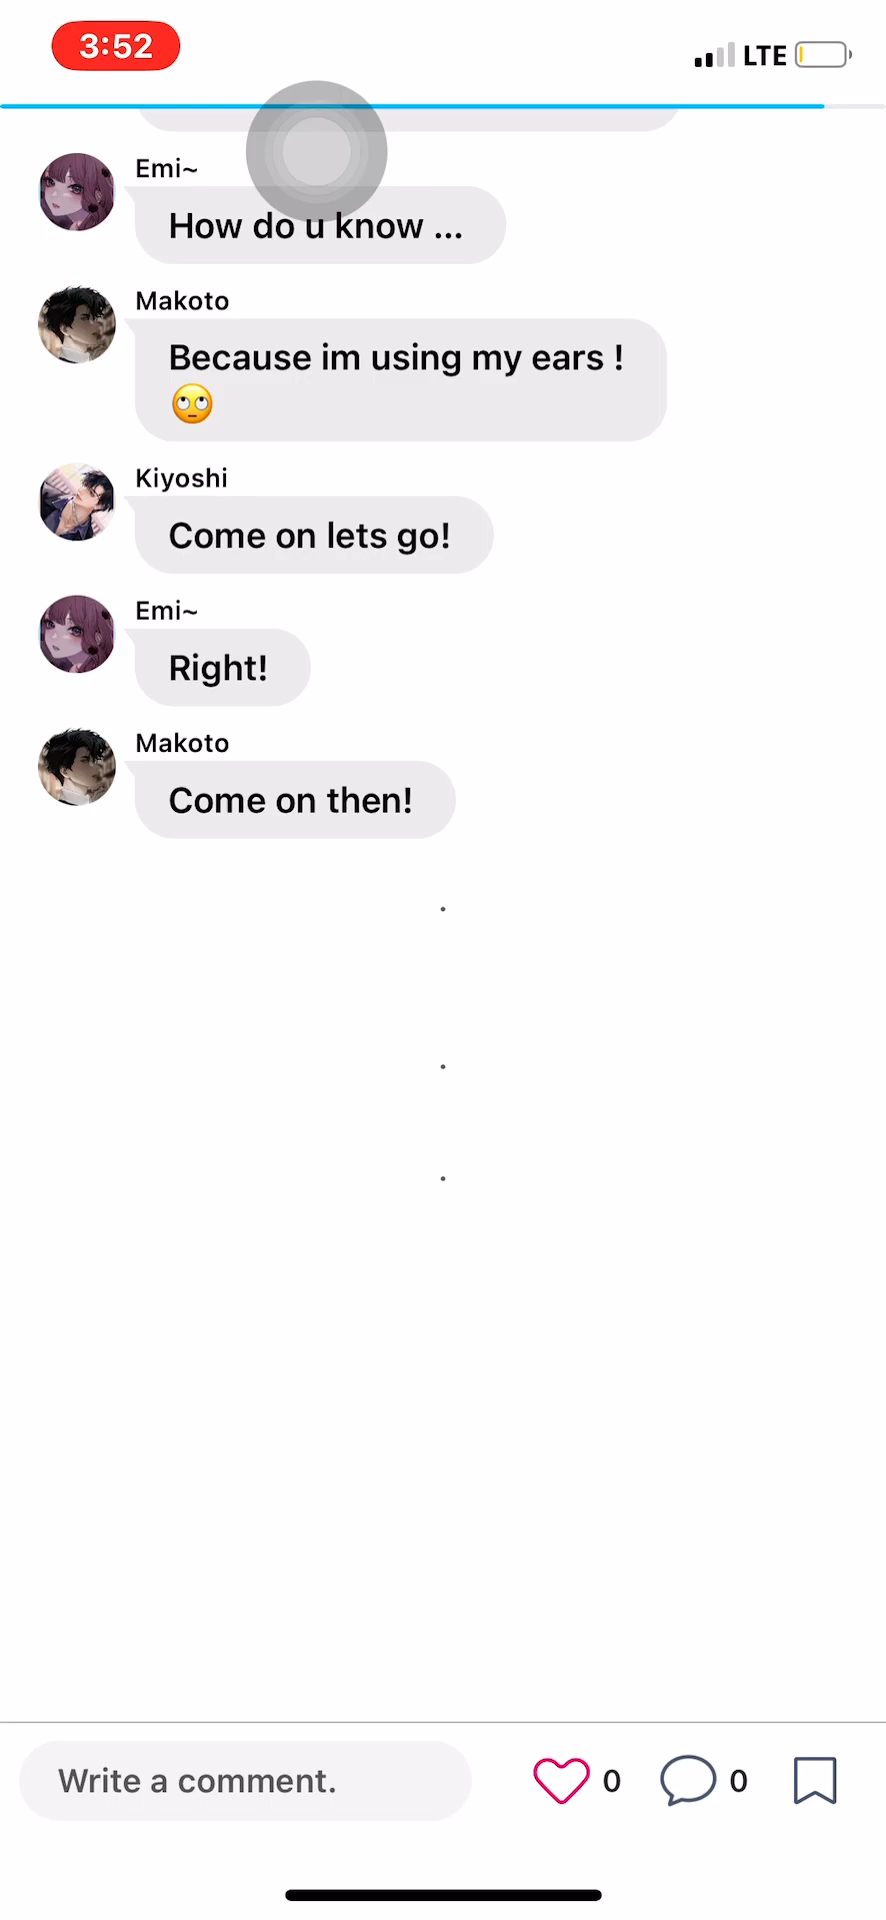 3:52
LTE
Emi~
How do u know ...
Makoto
Because im using my ears !
🙄
Kiyoshi
Come on lets go!
Emi~
Right!
Makoto
Come on then!
.
.
.
Write a comment.
0
0